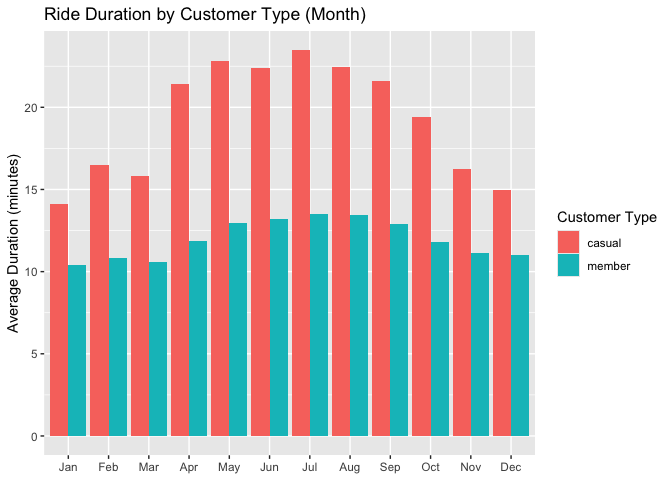 Ride Duration by Customer Type (Month)
Average Duration (minutes)
20
15
10
5
0
Jan Feb Mar Apr May Jun Jul Aug Sep Oct Nov Dec
Customer Type
casual
member